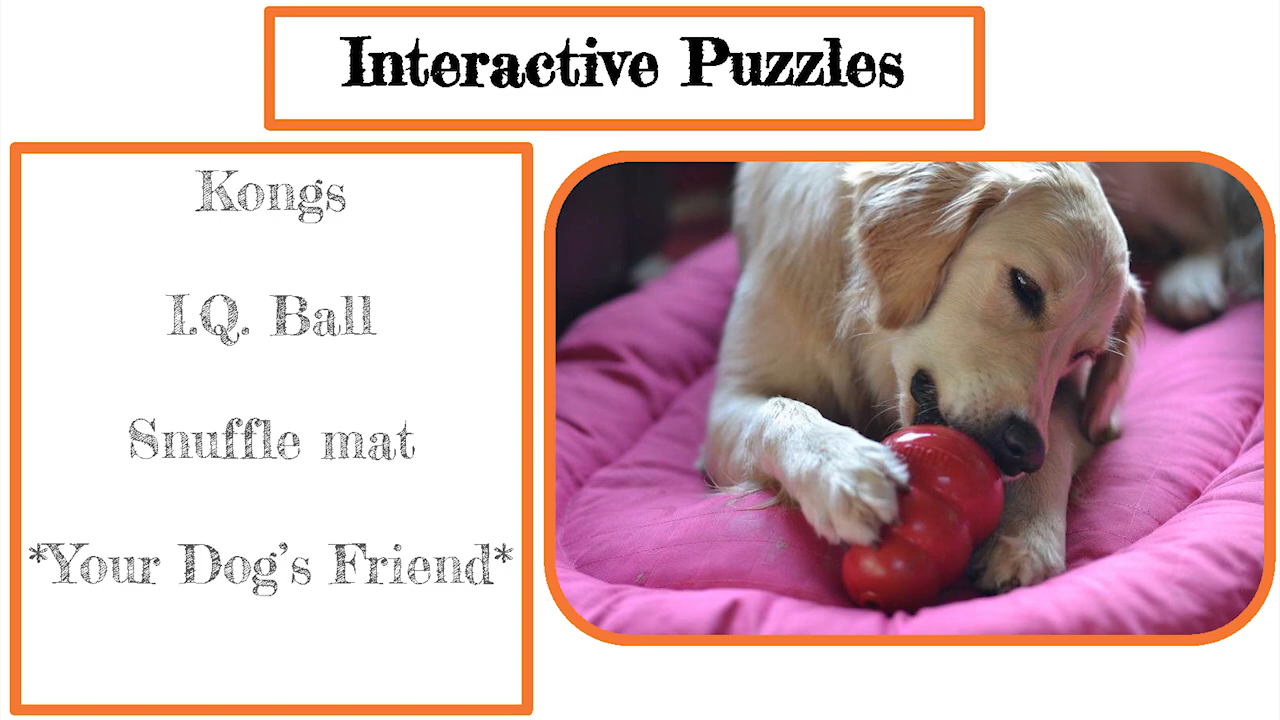 Interactive Puzzles
Kongs
I.Q. Ball
Snuffle mat
*Your Dog's Friend*